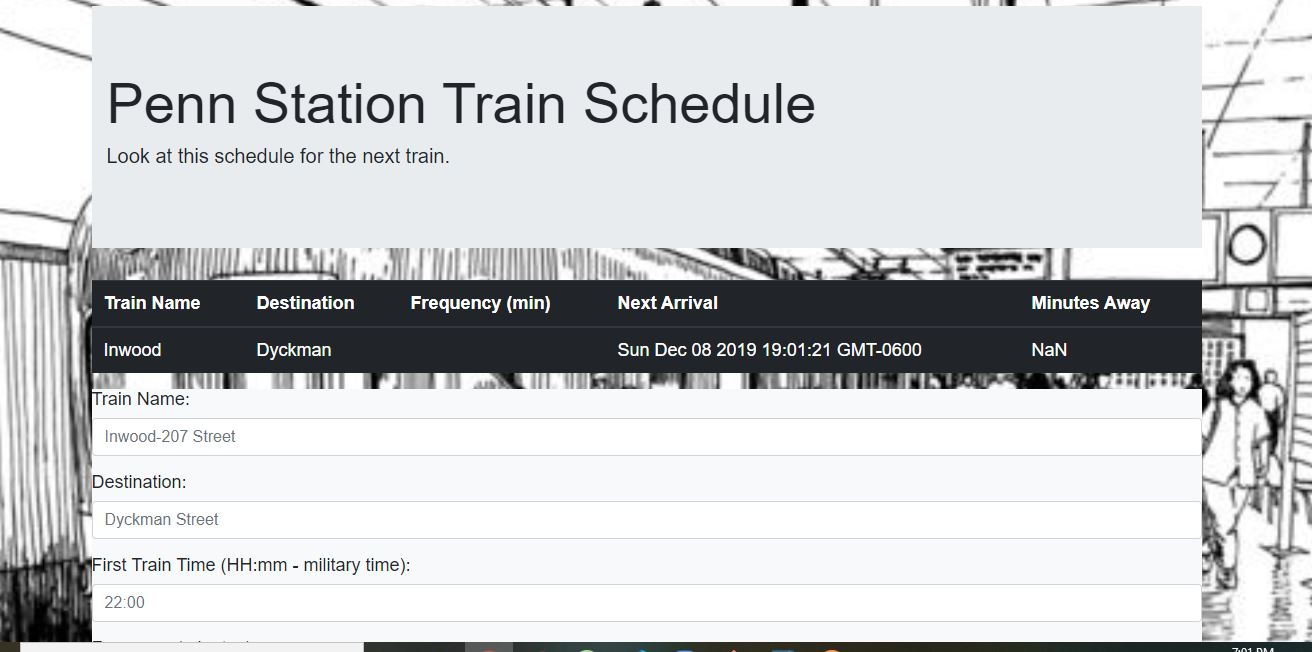 Penn Station Train Schedule
Look at this schedule for the next train.
Train Name Destination Frequency (min) Next Arrival Minutes Away
Inwood Dyckman Sun Dec 08 2019 19:01:21 GMT-0600 NaN
Train Name:
Inwood-207 Street
Destination:
Dyckman Street
First Train Time (HH:mm - military time):
22:00
7:01 PM